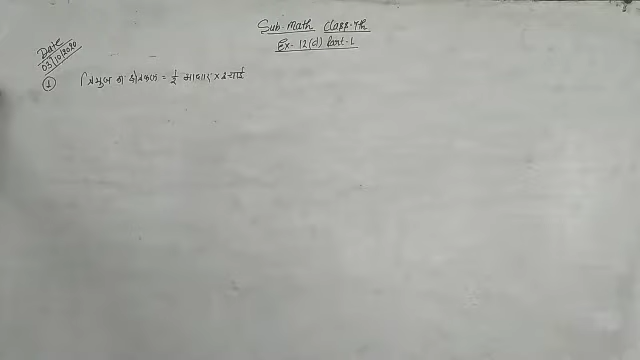 Sub- Math Class-7th
Ex- 12(d) Part-1
Date
03/10/2020
1 त्रिभुज का क्षेत्रफल = 1/2 आधार × ऊंचाई